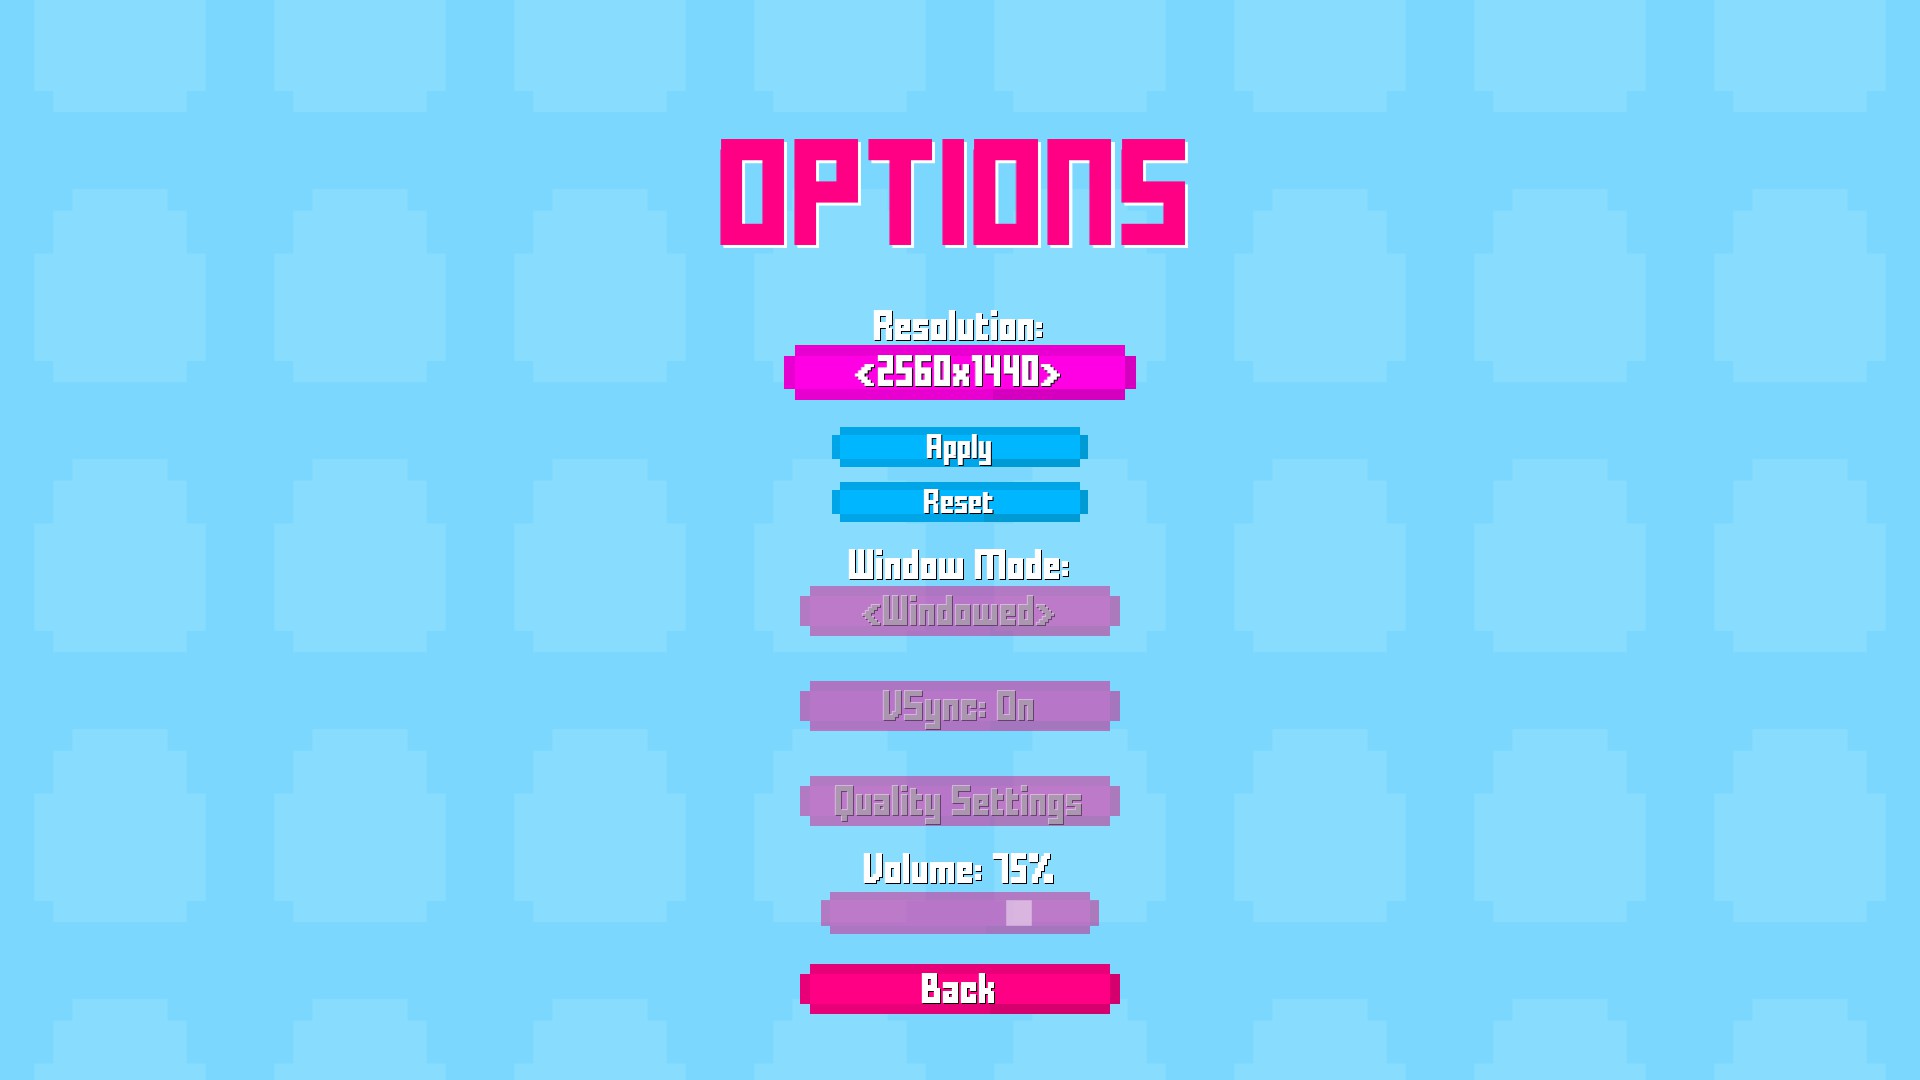 OPTIONS
Resolution:
<2560x1440>
Apply
Reset
Window Mode:
<Windowed>
VSync: On
Quality Settings
Volume: 75%
Back